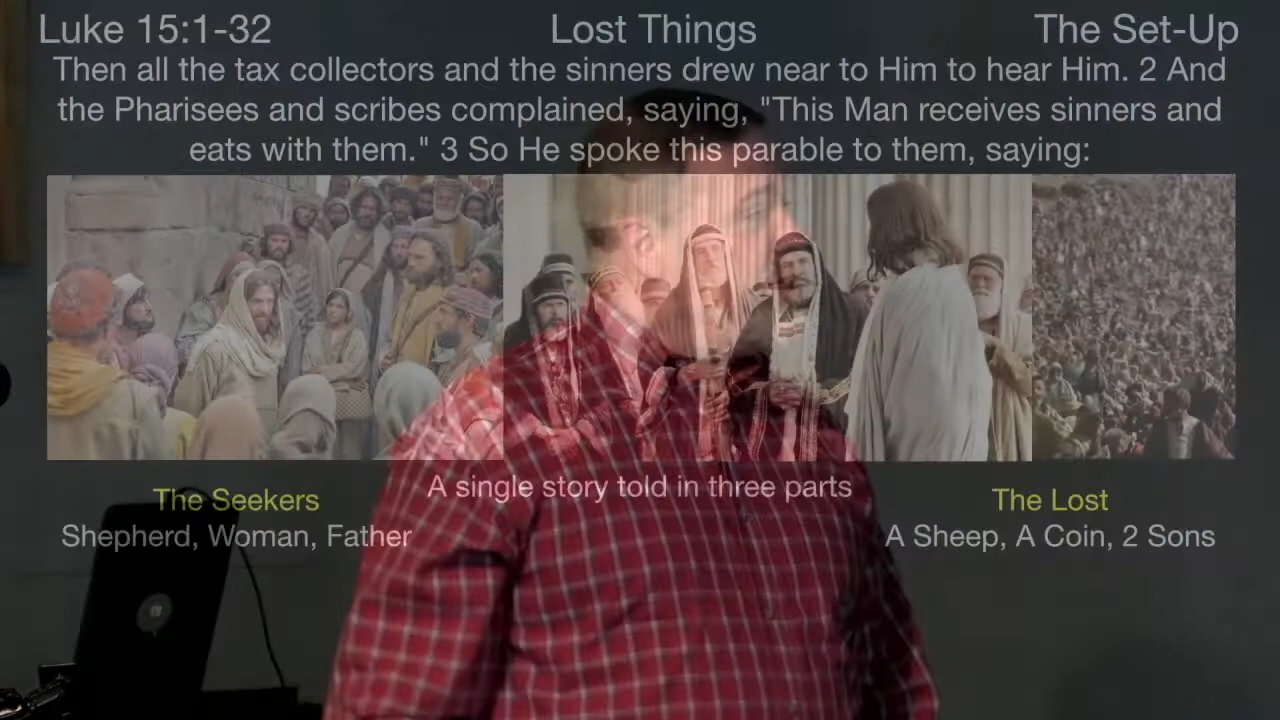 Luke 15:1-32 Lost Things The Set-Up
Then all the tax collectors and the sinners drew near to Him to hear Him. 2 And
the Pharisees and scribes complained, saying, "This Man receives sinners and
eats with them." 3 So He spoke this parable to them, saying:
The Seekers
Shepherd, Woman, Father
A single story told in three parts
The Lost
A Sheep, A Coin, 2 Sons